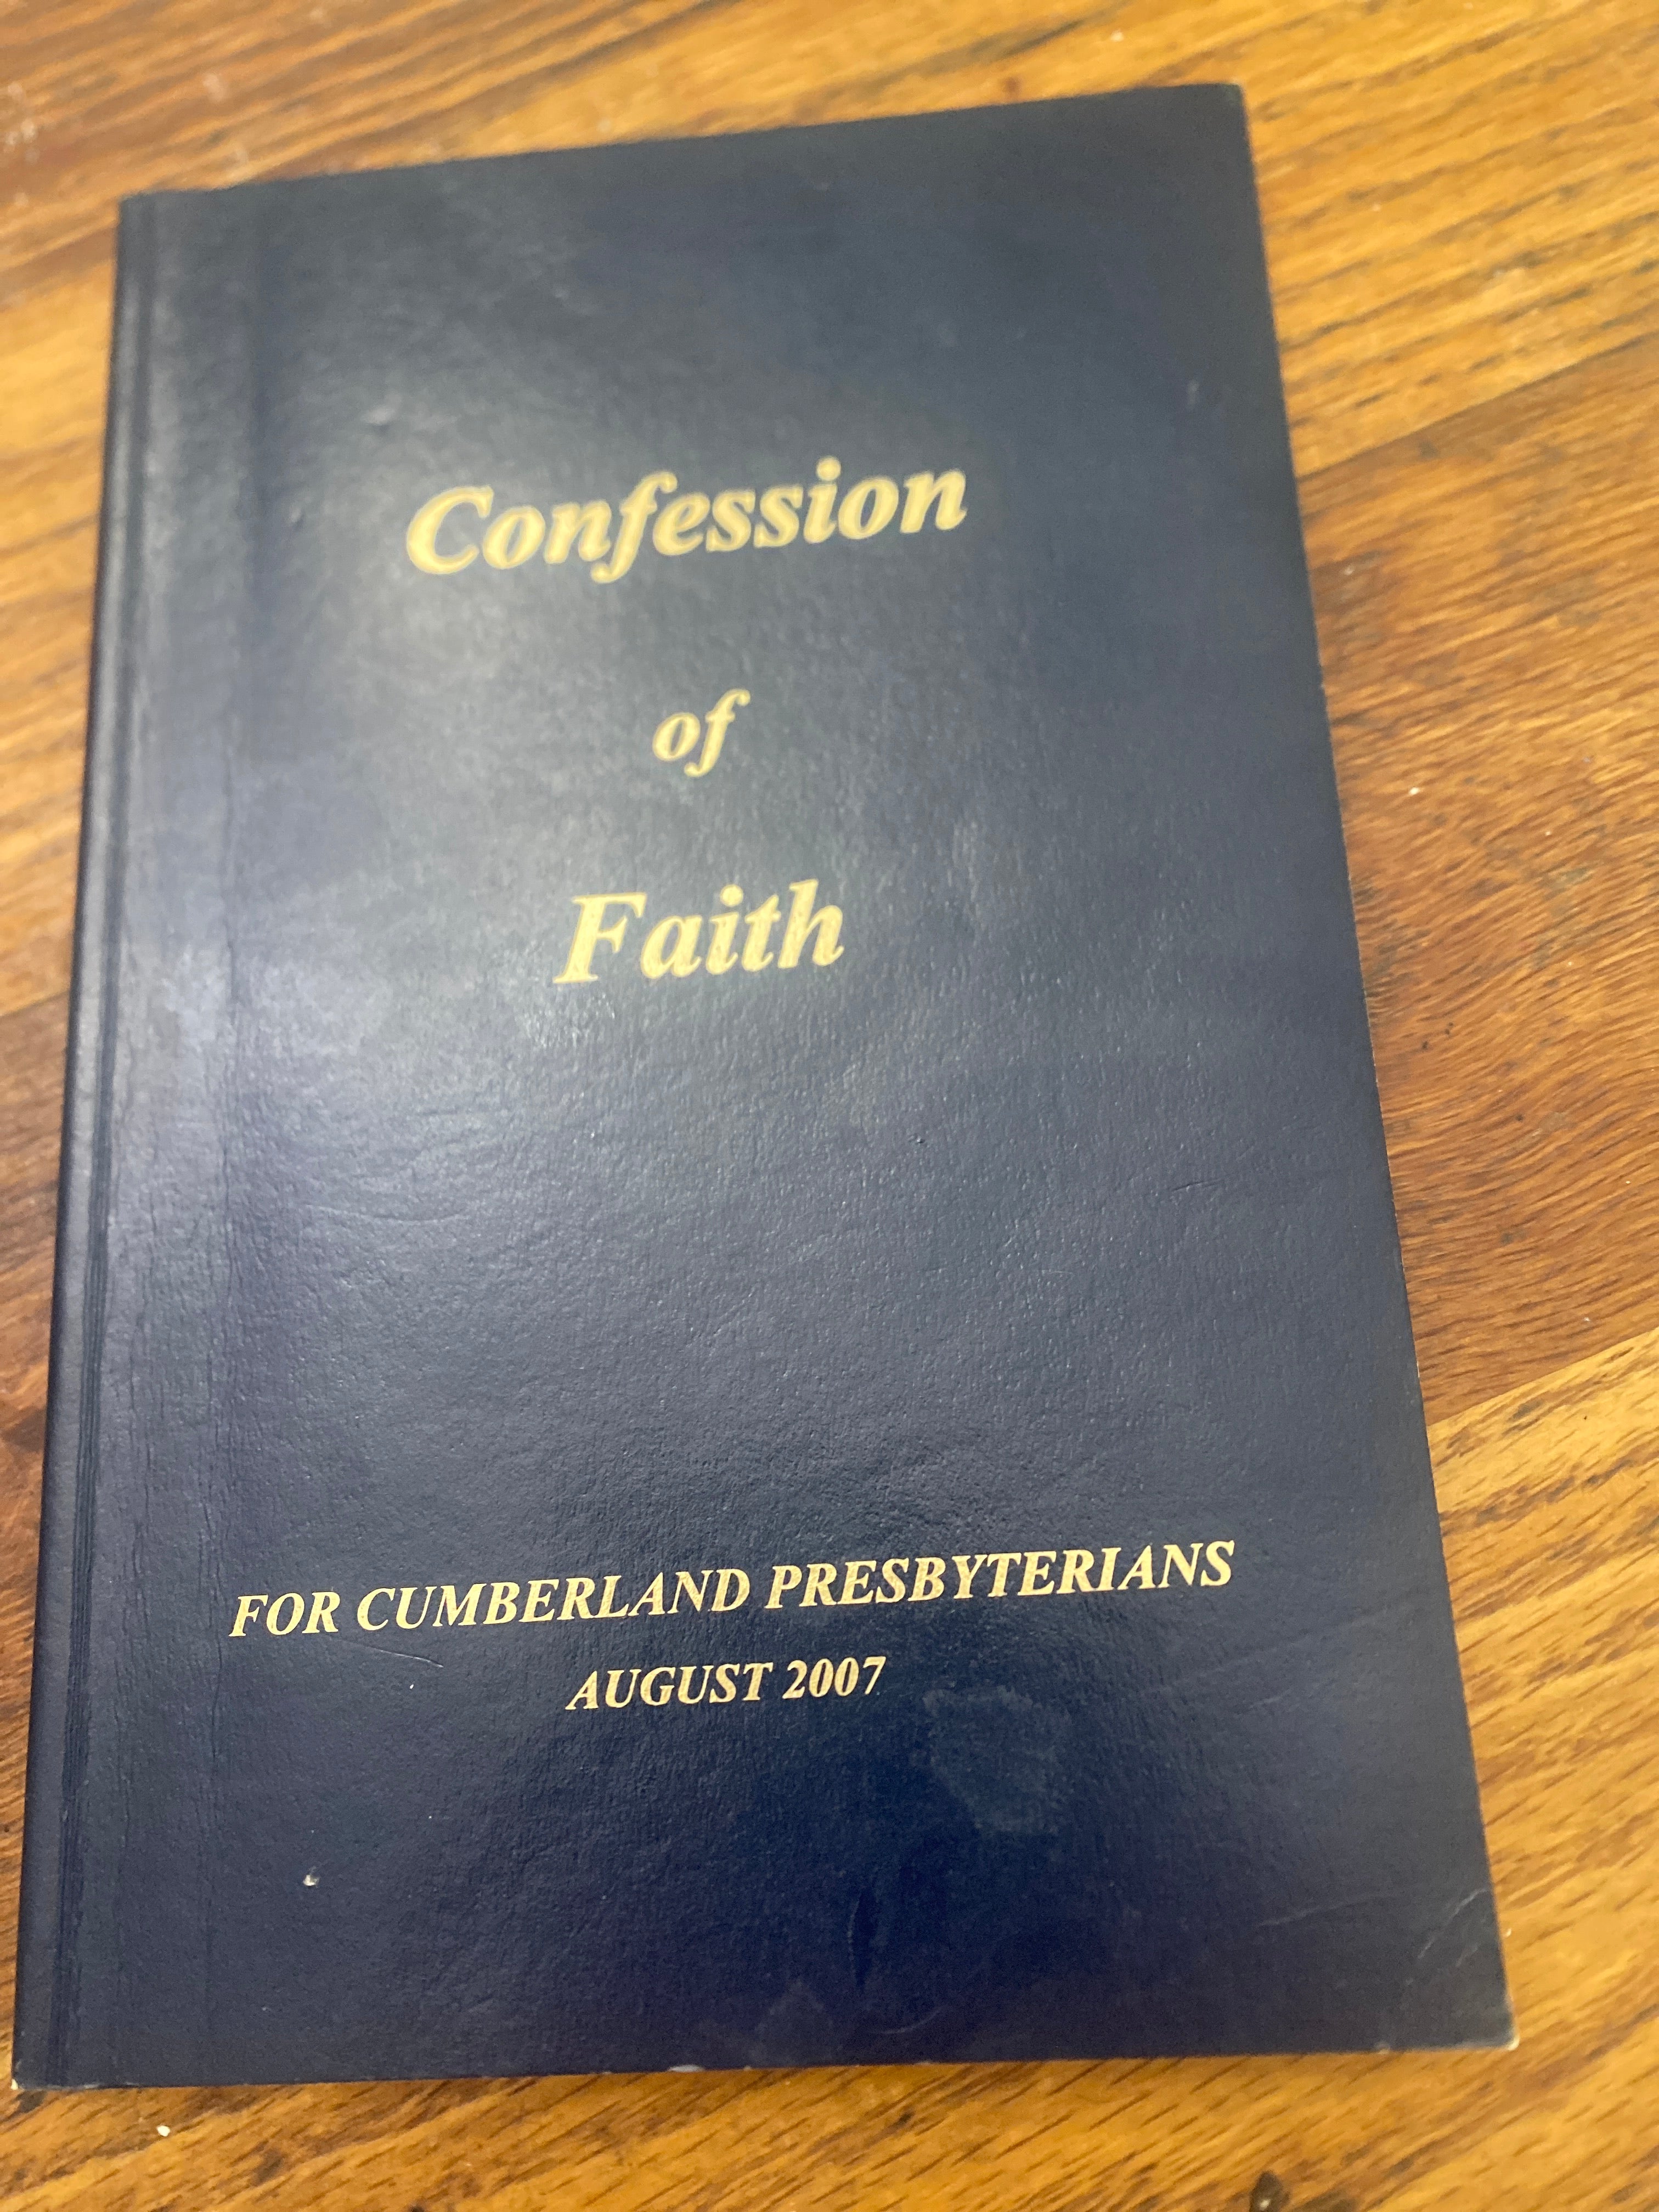 Confession
of
Faith
FOR CUMBERLAND PRESBYTERIANS
AUGUST 2007